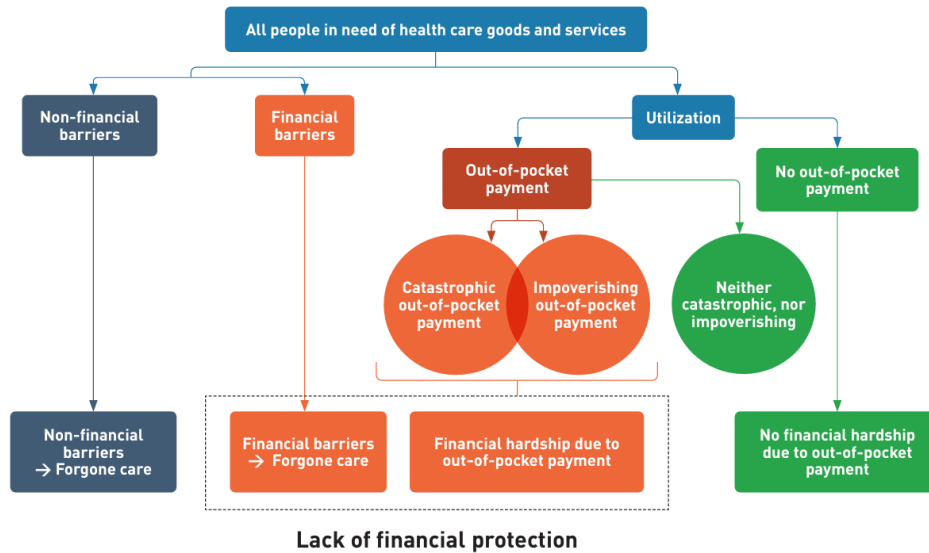 All people in need of health care goods and services
Non-financial
barriers
Financial
barriers
Utilization
Out-of-pocket
payment
No out-of-pocket
payment
Catastrophic
out-of-pocket
payment
Impoverishing
out-of-pocket
payment
Neither
catastrophic, nor
impoverishing
Non-financial
barriers
→ Forgone care
Financial barriers
→ Forgone care
Financial hardship due to
out-of-pocket payment
No financial hardship
due to out-of-pocket
payment
Lack of financial protection